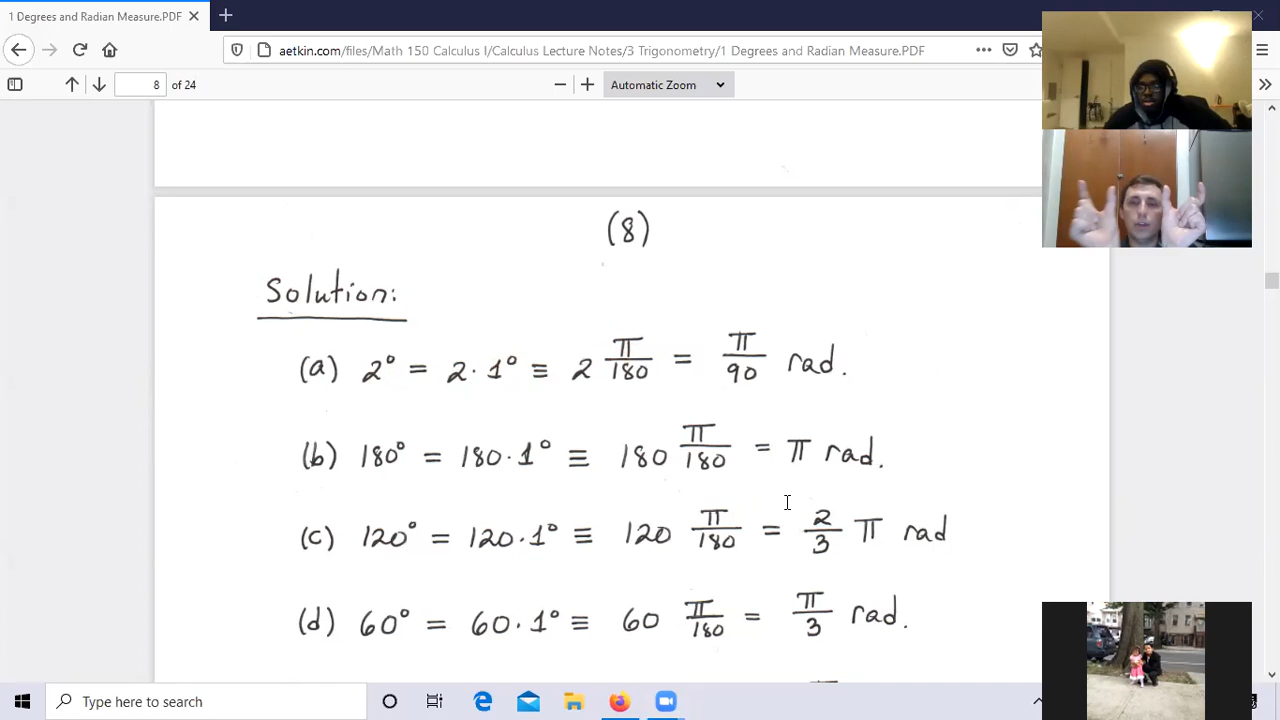 1 Degrees and Radian Measure.PDF
aetkin.com/files/Math 150 Calculus I/Calculus Lecture Notes/3 Trigonometry/1 Degrees and Radian Measure.PDF
8 of 24
Automatic Zoom
(8)
Solution:
(a) 2° = 2 · 1° ≡ 2 π/180 = π/90 rad.
(b) 180° = 180 · 1° ≡ 180 π/180 = π rad.
(c) 120° = 120 · 1° ≡ 120 π/180 = 2/3 π rad
(d) 60° = 60 · 1° ≡ 60 π/180 = π/3 rad.
Type here to search